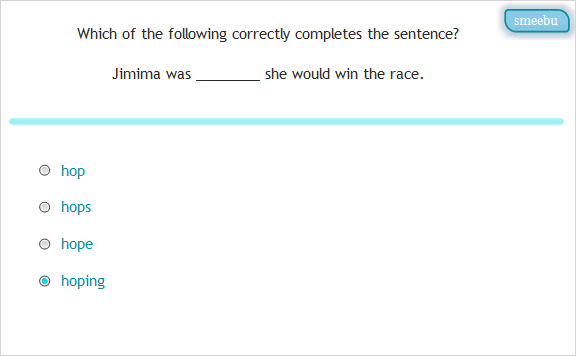 smeebu
Which of the following correctly completes the sentence?
Jimima was ________ she would win the race.
hop
hops
hope
hoping